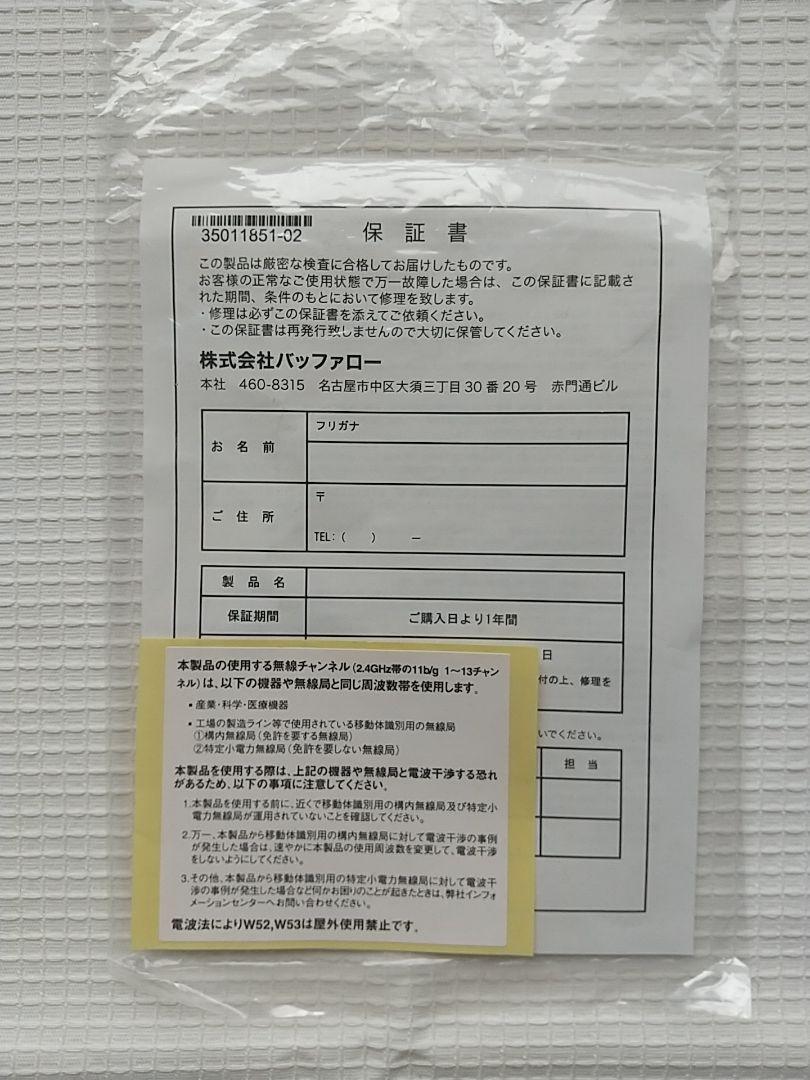 35011851-02
保証書
この製品は厳密な検査に合格してお届けしたものです。
お客様の正常なご使用状態で万一故障した場合は、この保証書に記載さ
れた期間、条件のもとにおいて修理を致します。
・修理は必ずこの保証書を添えてご依頼ください。
・この保証書は再発行致しませんので大切に保管してください。
株式会社バッファロー
本社 460-8315 名古屋市中区大須三丁目30番20号 赤門通ビル
お名前
フリガナ
ご住所
〒
TEL:( ) －
製品名
保証期間 ご購入日より1年間
日
付の上、修理を
いでください。
担当
本製品の使用する無線チャンネル(2.4GHz帯の11b/g 1～13チャン
ネル)は、以下の機器や無線局と同じ周波数帯を使用します。
・産業・科学・医療機器
・工場の製造ライン等で使用されている移動体識別用の無線局
①構内無線局(免許を要する無線局)
②特定小電力無線局(免許を要しない無線局)
本製品を使用する際は、上記の機器や無線局と電波干渉する恐れ
があるため、以下の事項に注意してください。
1.本製品を使用する前に、近くで移動体識別用の構内無線局及び特定小
電力無線局が運用されていないことを確認してください。
2.万一、本製品から移動体識別用の構内無線局に対して電波干渉の事例
が発生した場合は、速やかに本製品の使用周波数を変更して、電波干渉
をしないようにしてください。
3.その他、本製品から移動体識別用の特定小電力無線局に対して電波干
渉の事例が発生した場合など何かお困りのことが起きたときは、弊社インフォ
メーションセンターへお問い合わせください。
電波法によりW52,W53は屋外使用禁止です。